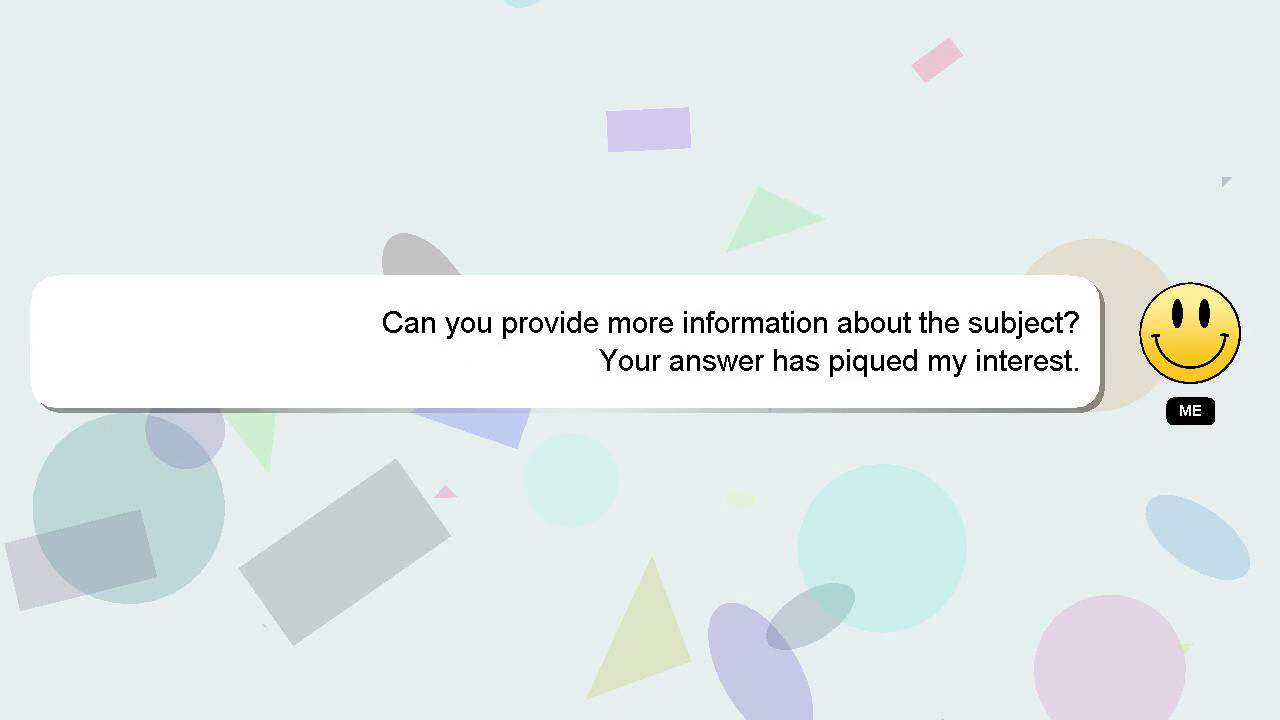 Can you provide more information about the subject?
Your answer has piqued my interest.
ME